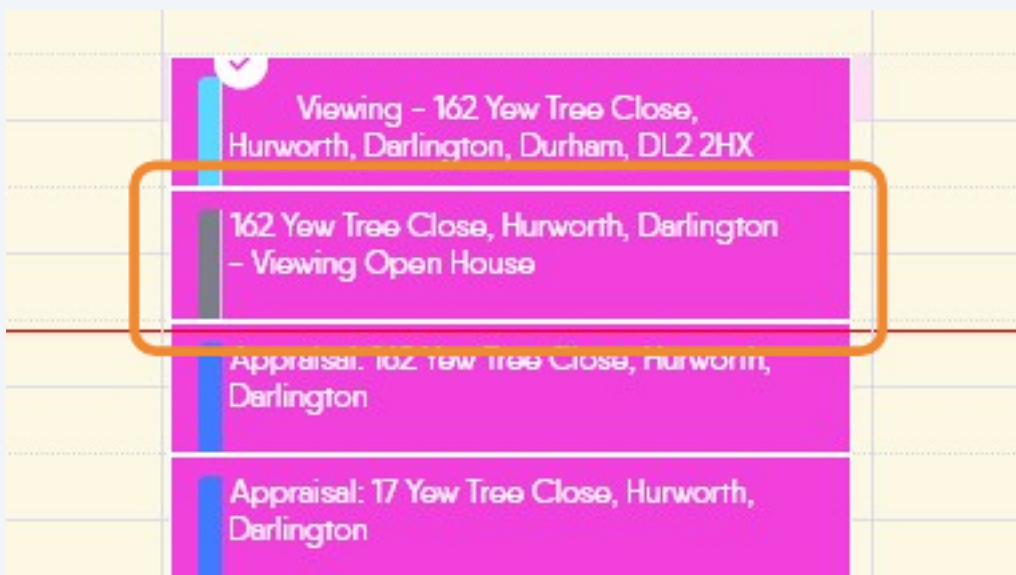 Viewing - 162 Yew Tree Close,
Hurworth, Darlington, Durham, DL2 2HX
162 Yew Tree Close, Hurworth, Darlington
- Viewing Open House
Appraisal: 162 Yew Tree Close, Hurworth,
Darlington
Appraisal: 17 Yew Tree Close, Hurworth,
Darlington